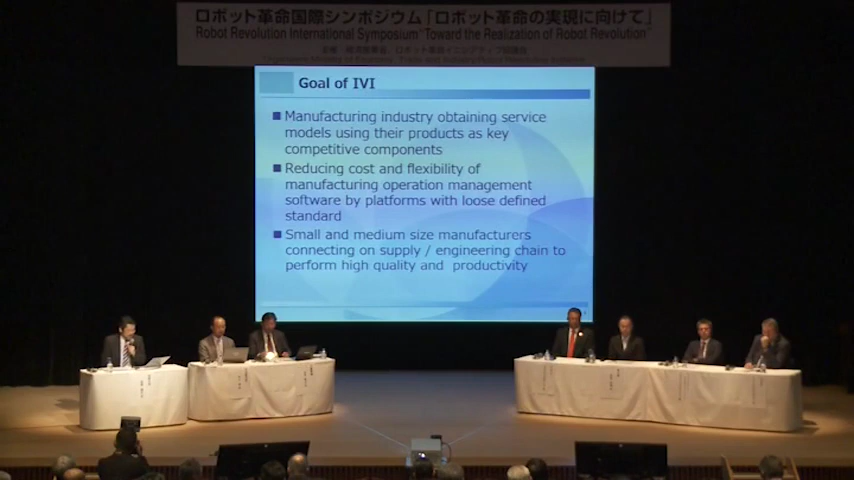 ロボット革命国際シンポジウム「ロボット革命の実現に向けて」
Robot Revolution International Symposium "Toward the Realization of Robot Revolution"
Goal of IVI
Manufacturing industry obtaining service
models using their products as key
competitive components
Reducing cost and flexibility of
manufacturing operation management
software by platforms with loose defined
standard
Small and medium size manufacturers
connecting on supply / engineering chain to
perform high quality and productivity